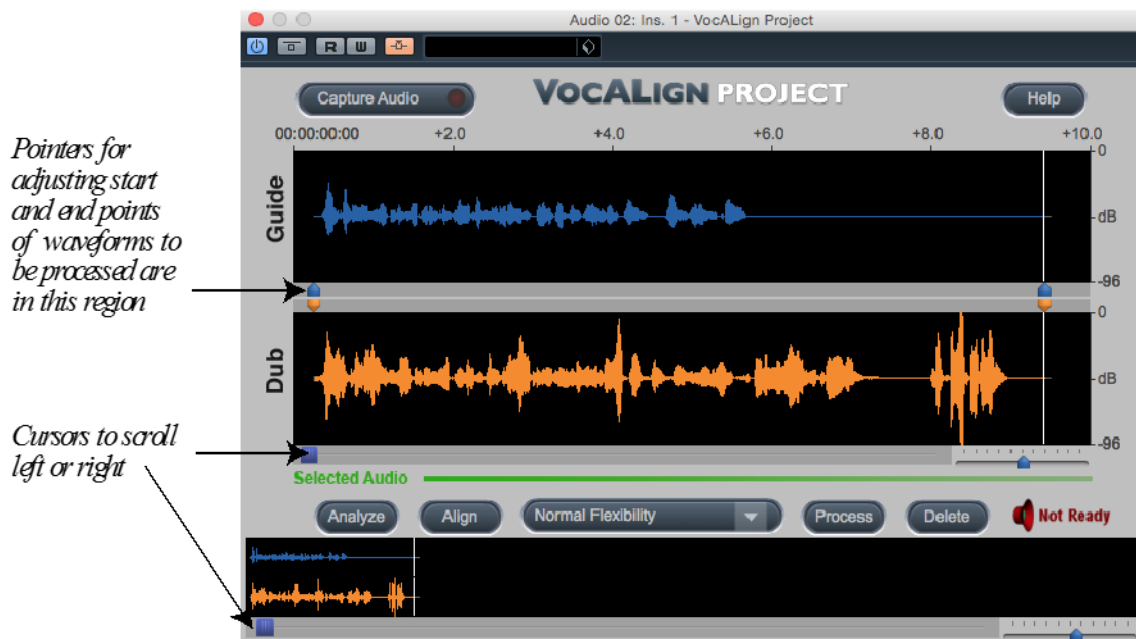 Audio 02: Ins. 1 - VocALign Project
R W
Capture Audio
VOCALIGN PROJECT
Help
00:00:00:00 +2.0 +4.0 +6.0 +8.0 +10.0
Pointers for
adjusting start
and end points
of waveforms to
be processed are
in this region
Guide
0
dB
-96
Dub
0
dB
-96
Cursors to scroll
left or right
Selected Audio
Analyze
Align
Normal Flexibility
Process
Delete
Not Ready